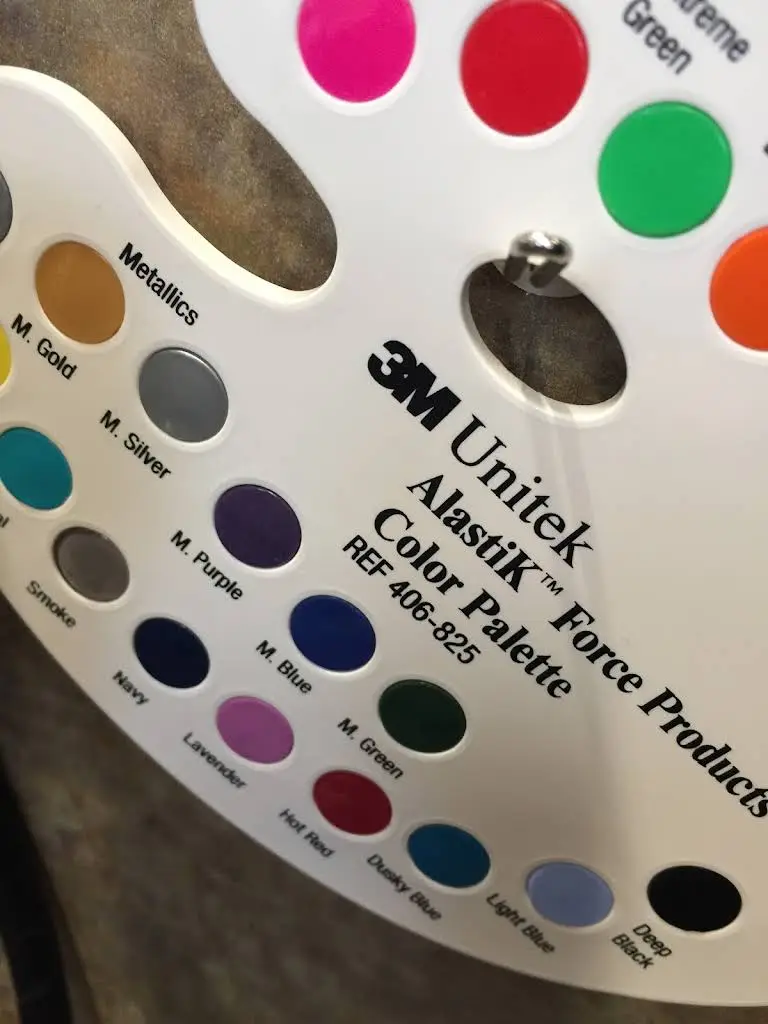 Green
Metallics
M. Gold
M. Silver
M. Purple
M. Blue
M. Green
3M Unitek
AlastiK™ Force Products
Color Palette
REF 406-825
Smoke
Navy
Lavender
Hot Red
Dusky Blue
Light Blue
Deep
Black